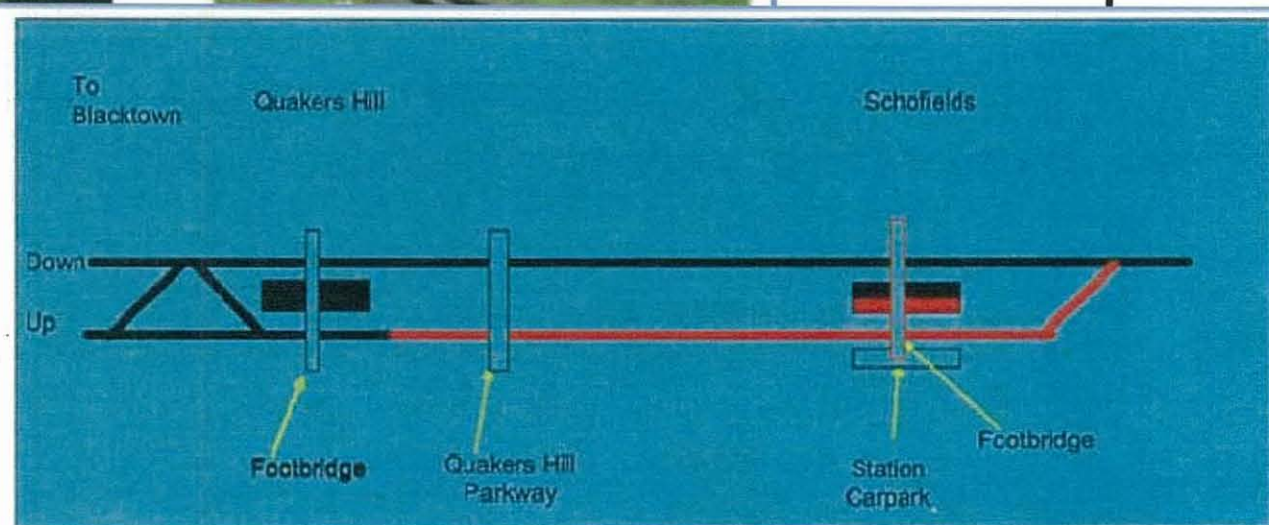 To
Blacktown
Quakers Hill
Schofields
Down
Up
Footbridge
Quakers Hill
Parkway
Station
Carpark
Footbridge